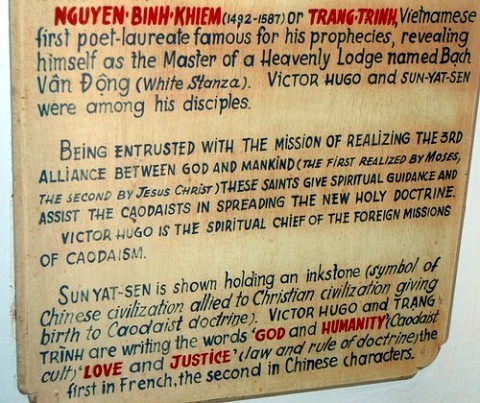 NGUYEN·BINH·KHIEM (1492-1587) or TRANG·TRINH, Vietnamese
first poet-laureate famous for his prophecies, revealing
himself as the Master of a Heavenly Lodge named Bạch
Vân Động (White Stanza). VICTOR HUGO and SUN-YAT-SEN
were among his disciples.
BEING ENTRUSTED WITH THE MISSION OF REALIZING THE 3RD
ALLIANCE BETWEEN GOD AND MANKIND (THE FIRST REALIZED BY MOSES,
THE SECOND BY JESUS CHRIST) THESE SAINTS GIVE SPIRITUAL GUIDANCE AND
ASSIST THE CAODAISTS IN SPREADING THE NEW HOLY DOCTRINE.
VICTOR HUGO IS THE SPIRITUAL CHIEF OF THE FOREIGN MISSIONS
OF CAODAISM.
SUN YAT-SEN is shown holding an inkstone (symbol of
Chinese civilization allied to Christian civilization giving
birth to Caodaist doctrine). VICTOR HUGO and TRANG
TRÌNH are writing the words 'GOD and HUMANITY' (Caodaist
cult) 'LOVE and JUSTICE' (law and rule of doctrine) the
first in French, the second in Chinese characters.